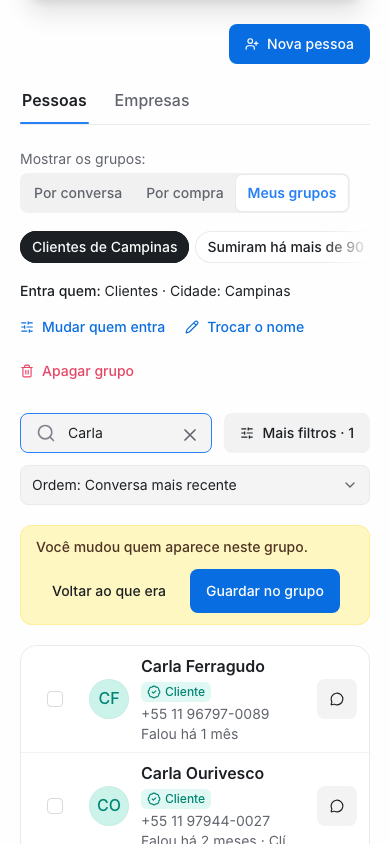 Nova pessoa
Pessoas
Empresas
Mostrar os grupos:
Por conversa
Por compra
Meus grupos
Clientes de Campinas
Sumiram há mais de 90
Entra quem: Clientes · Cidade: Campinas
Mudar quem entra
Trocar o nome
Apagar grupo
Carla
Mais filtros · 1
Ordem: Conversa mais recente
Você mudou quem aparece neste grupo.
Voltar ao que era
Guardar no grupo
CF
Carla Ferragudo
Cliente
+55 11 96797-0089
Falou há 1 mês
CO
Carla Ourivesco
Cliente
+55 11 97944-0027
Falou há 2 meses · Clí